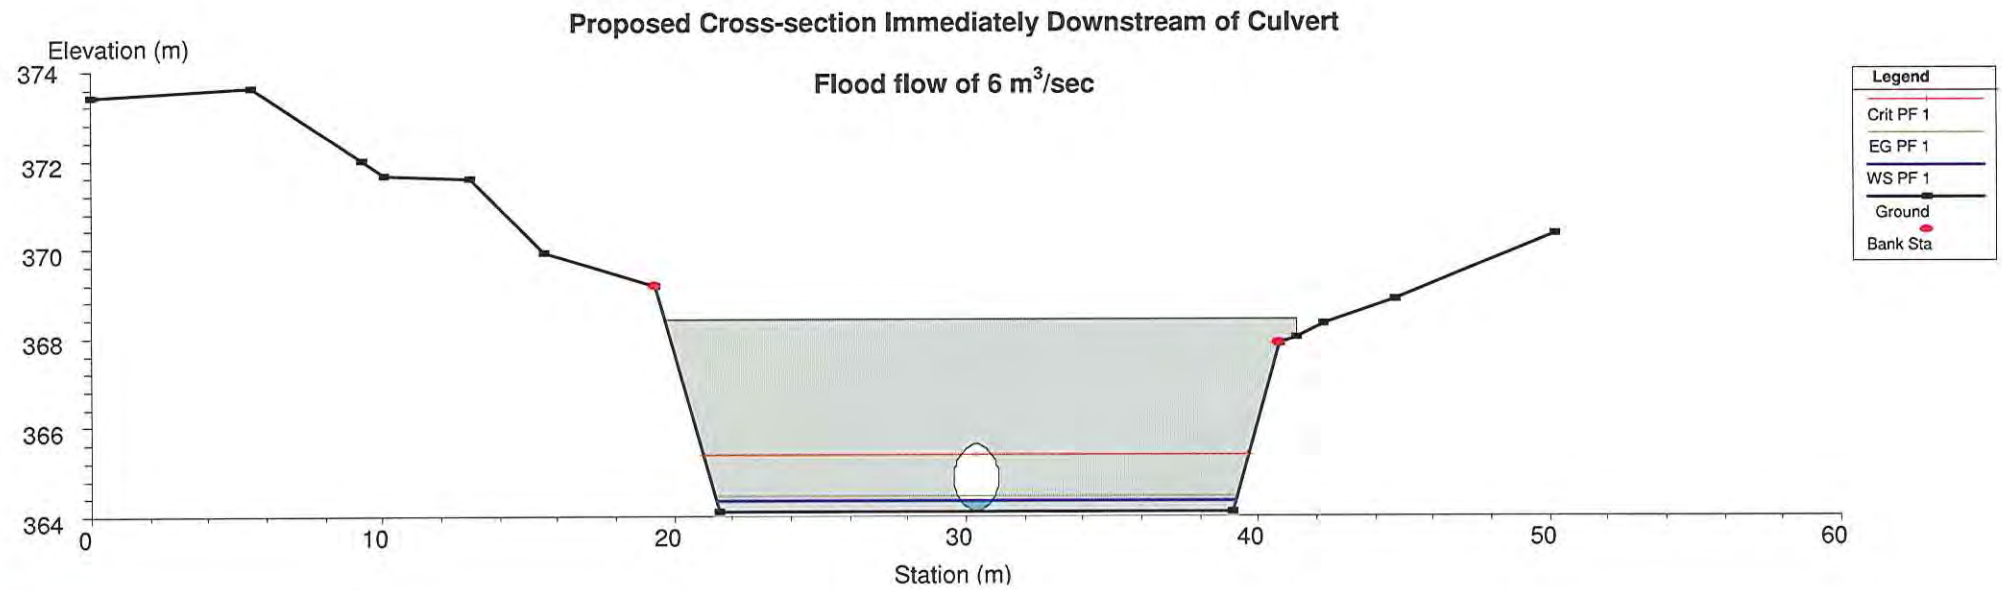 Proposed Cross-section Immediately Downstream of Culvert
Elevation (m)
Flood flow of 6 m³/sec
374
372
370
368
366
364
0 10 20 30 40 50 60
Station (m)
Legend
Crit PF 1
EG PF 1
WS PF 1
Ground
Bank Sta